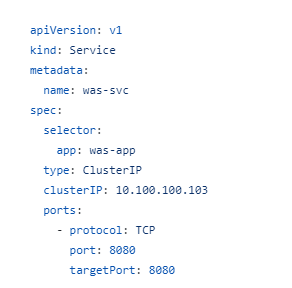 apiVersion: v1
kind: Service
metadata:
  name: was-svc
spec:
  selector:
    app: was-app
  type: ClusterIP
  clusterIP: 10.100.100.103
  ports:
    - protocol: TCP
      port: 8080
      targetPort: 8080